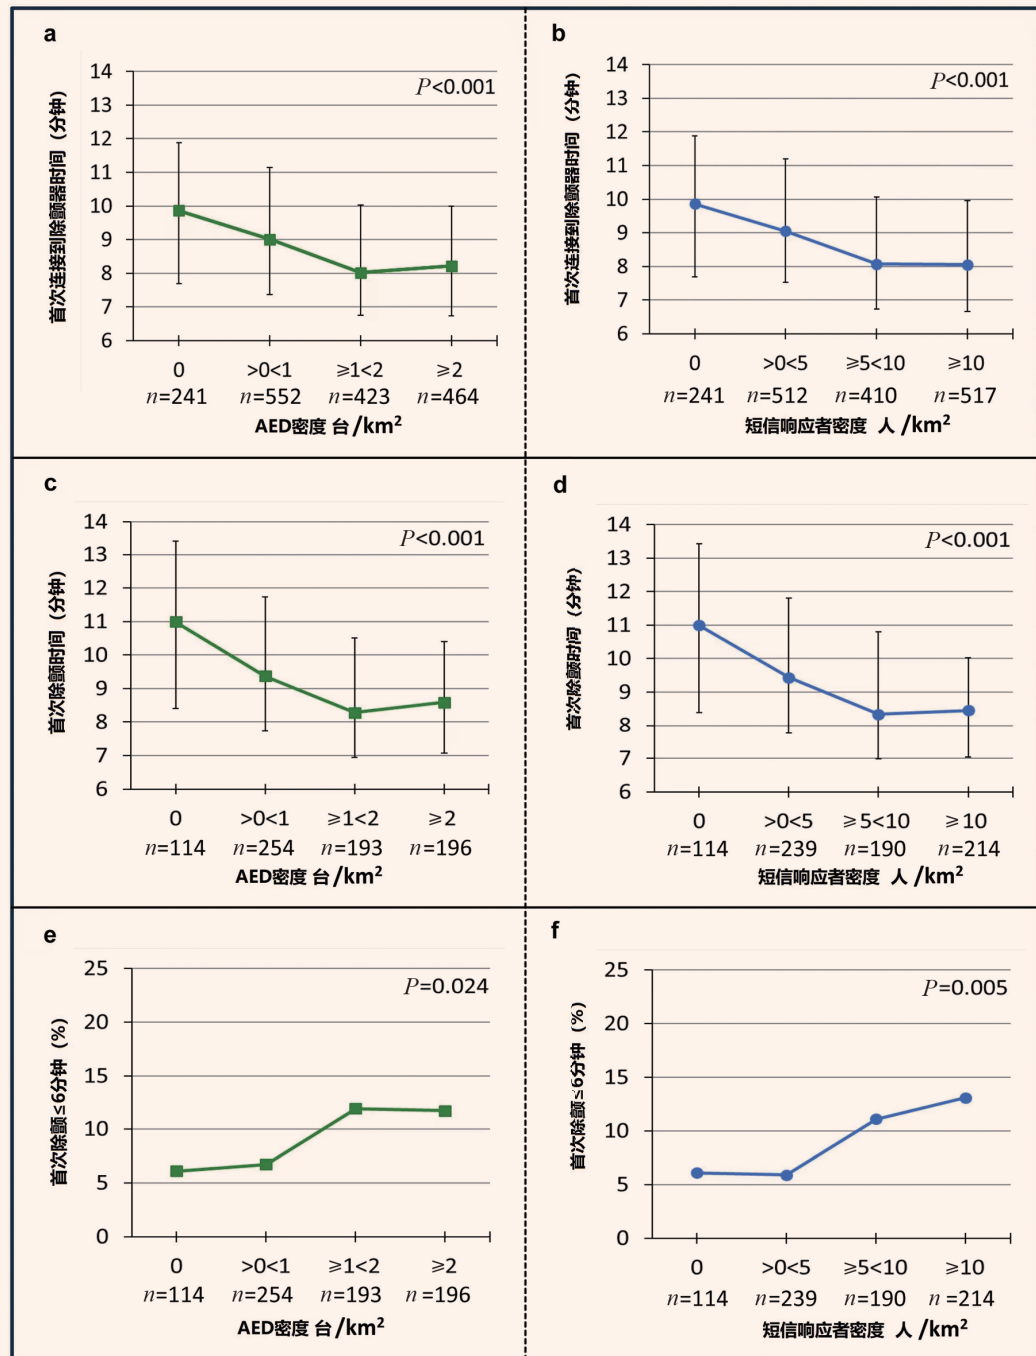 a
P<0.001
首次连接到除颤器时间（分钟）
14
13
12
11
10
9
8
7
6
0 >0<1 ≥1<2 ≥2
n=241 n=552 n=423 n=464
AED密度 台/km²
b
P<0.001
首次连接到除颤器时间（分钟）
14
13
12
11
10
9
8
7
6
0 >0<5 ≥5<10 ≥10
n=241 n=512 n=410 n=517
短信响应者密度 人/km²
c
P<0.001
首次除颤时间（分钟）
14
13
12
11
10
9
8
7
6
0 >0<1 ≥1<2 ≥2
n=114 n=254 n=193 n=196
AED密度 台/km²
d
P<0.001
首次除颤时间（分钟）
14
13
12
11
10
9
8
7
6
0 >0<5 ≥5<10 ≥10
n=114 n=239 n=190 n=214
短信响应者密度 人/km²
e
P=0.024
首次除颤≤6分钟（%）
25
20
15
10
5
0
0 >0<1 ≥1<2 ≥2
n=114 n=254 n=193 n=196
AED密度 台/km²
f
P=0.005
首次除颤≤6分钟（%）
25
20
15
10
5
0
0 >0<5 ≥5<10 ≥10
n=114 n=239 n=190 n=214
短信响应者密度 人/km²